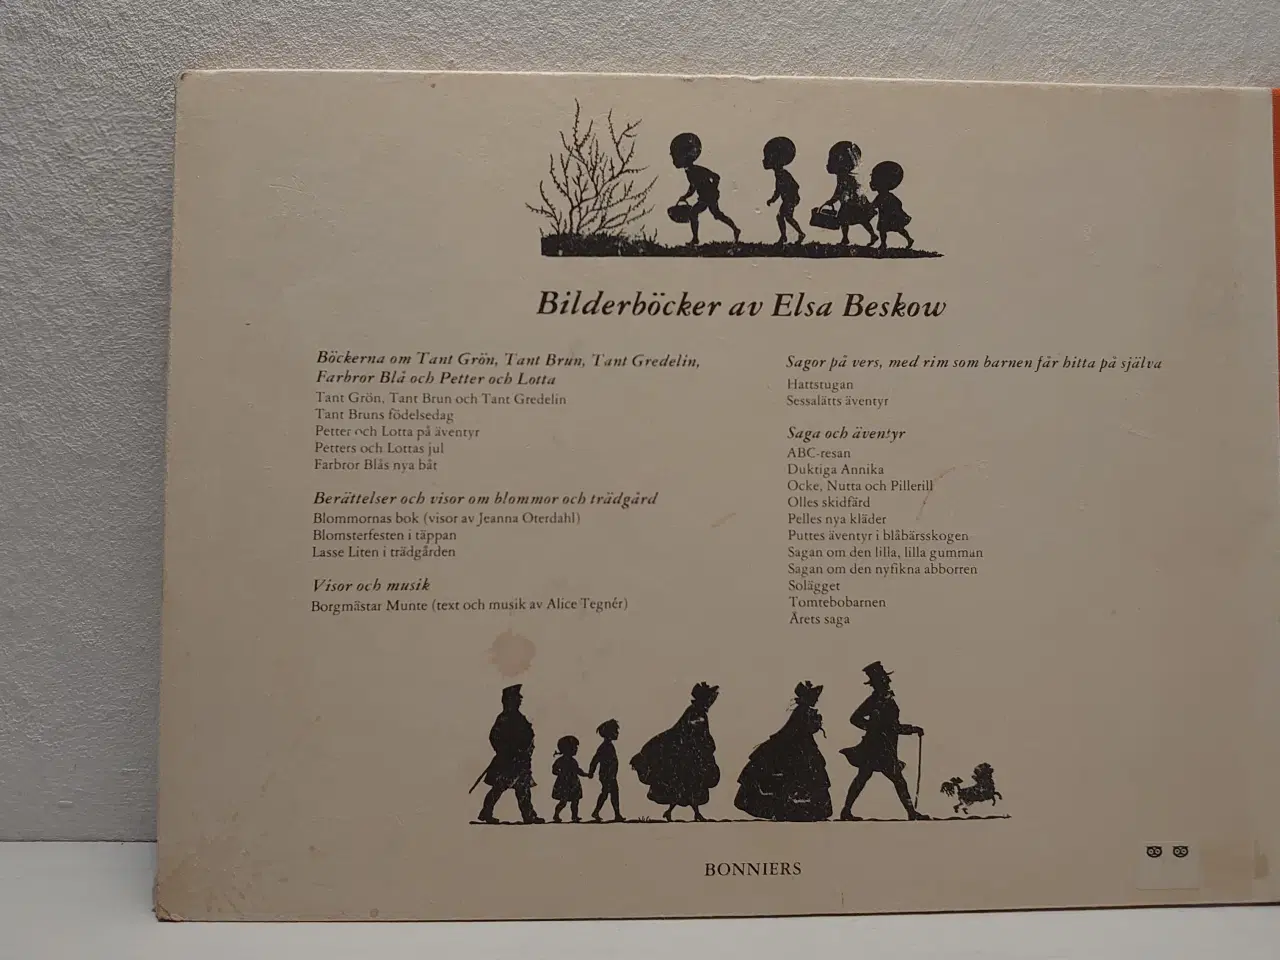 Bilderböcker av Elsa Beskow
Böckerna om Tant Grön, Tant Brun, Tant Gredelin,
Farbror Blå och Petter och Lotta
Tant Grön, Tant Brun och Tant Gredelin
Tant Bruns födelsedag
Petter och Lotta på äventyr
Petters och Lottas jul
Farbror Blås nya båt
Berättelser och visor om blommor och trädgård
Blommornas bok (visor av Jeanna Oterdahl)
Blomsterfesten i täppan
Lasse Liten i trädgården
Visor och musik
Borgmästar Munte (text och musik av Alice Tegnér)
Sagor på vers, med rim som barnen får hitta på själva
Hattstugan
Sessalätts äventyr
Saga och äventyr
ABC-resan
Duktiga Annika
Ocke, Nutta och Pillerill
Olles skidfärd
Pelles nya kläder
Puttes äventyr i blåbärsskogen
Sagan om den lilla, lilla gumman
Sagan om den nyfikna abborren
Solägget
Tomtebobarnen
Årets saga
BONNIERS